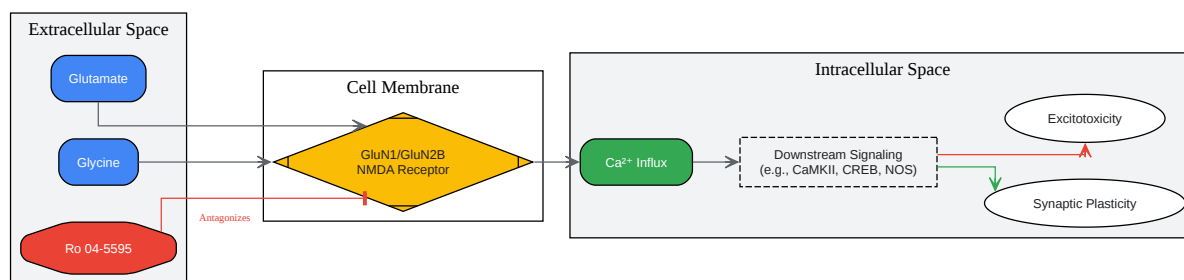 Extracellular Space
Glutamate
Glycine
Ro 04-5595
Antagonizes
Cell Membrane
GluN1/GluN2B
NMDA Receptor
Intracellular Space
Ca²⁺ Influx
Downstream Signaling
(e.g., CaMKII, CREB, NOS)
Excitotoxicity
Synaptic Plasticity